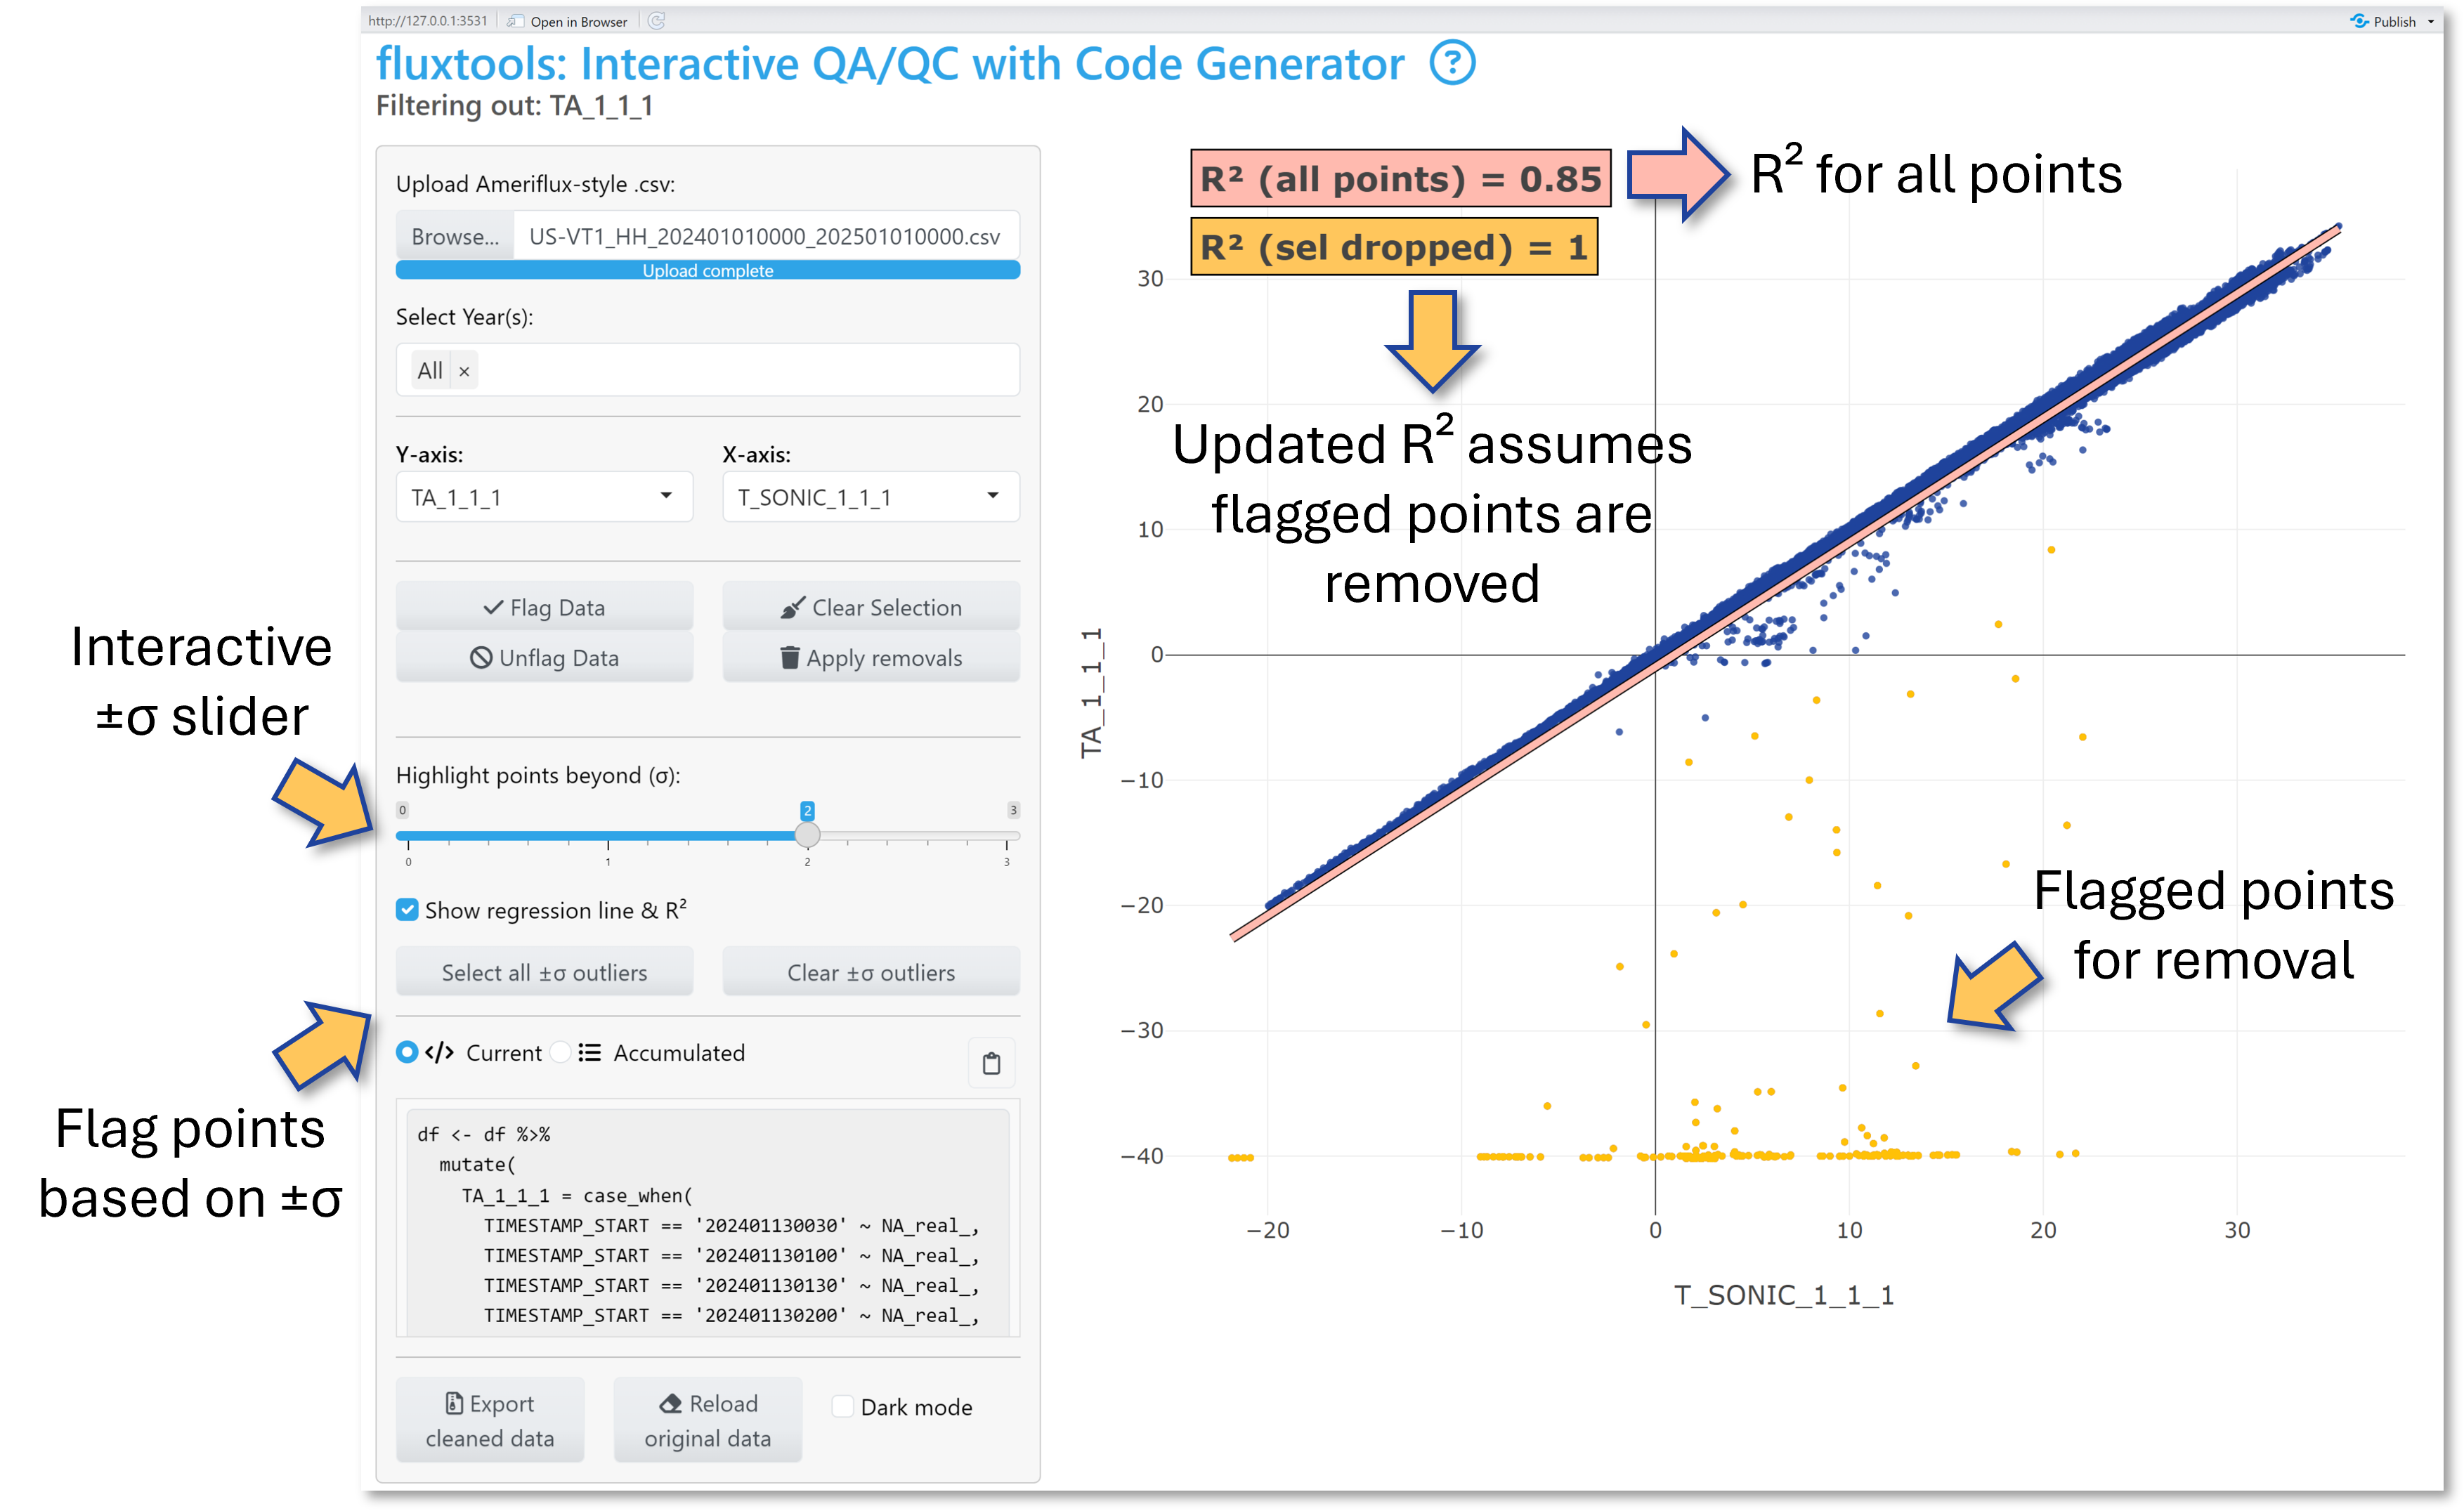 http://127.0.0.1:3531
Open in Browser
Publish
fluxtools: Interactive QA/QC with Code Generator ?
Filtering out: TA_1_1_1
Upload Ameriflux-style .csv:
Browse... US-VT1_HH_202401010000_202501010000.csv
Upload complete
Select Year(s):
All ×
Y-axis:
X-axis:
TA_1_1_1
T_SONIC_1_1_1
Flag Data
Clear Selection
Unflag Data
Apply removals
Highlight points beyond (σ):
0
2
3
0
1
2
3
Show regression line & R²
Select all ±σ outliers
Clear ±σ outliers
</> Current
Accumulated
df <- df %>%
mutate(
TA_1_1_1 = case_when(
TIMESTAMP_START == '202401130030' ~ NA_real_,
TIMESTAMP_START == '202401130100' ~ NA_real_,
TIMESTAMP_START == '202401130130' ~ NA_real_,
TIMESTAMP_START == '202401130200' ~ NA_real_,
Export
cleaned data
Reload
original data
Dark mode
Interactive
±σ slider
Flag points
based on ±σ
R² (all points) = 0.85
R² for all points
R² (sel dropped) = 1
Updated R² assumes
flagged points are
removed
Flagged points
for removal
30
20
10
0
−10
−20
−30
−40
TA_1_1_1
−20
−10
0
10
20
30
T_SONIC_1_1_1